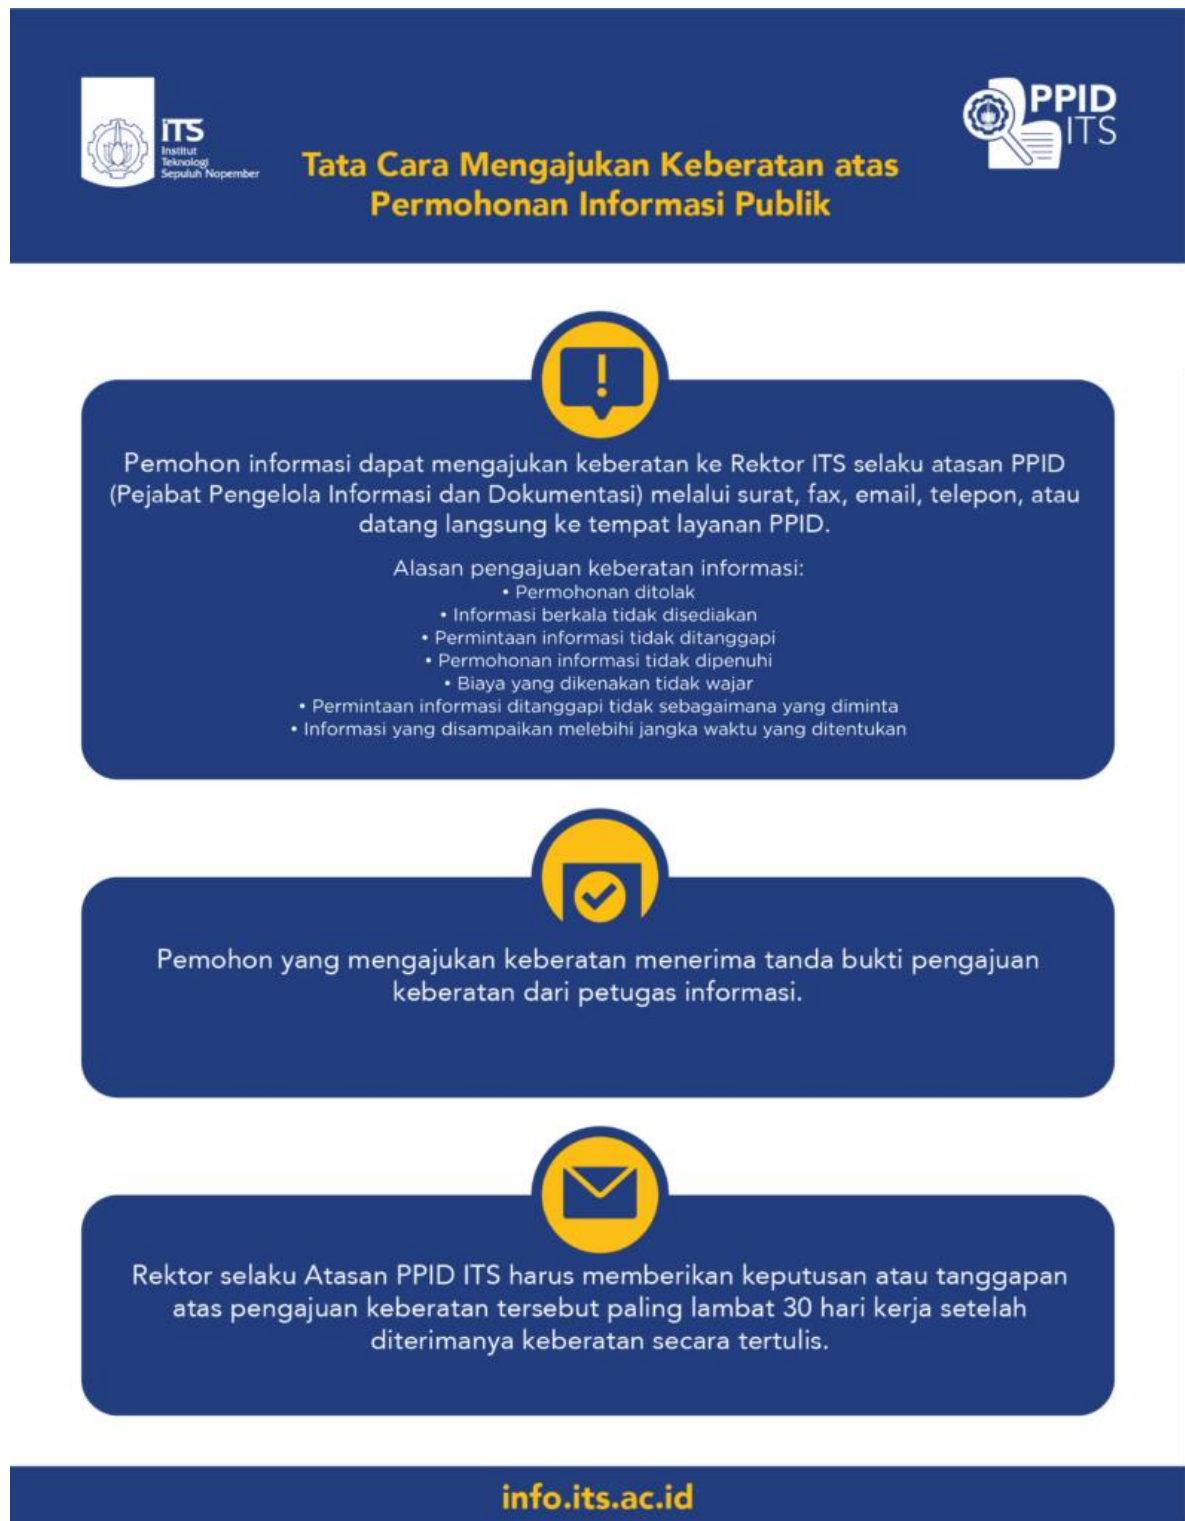 iTS
Institut
Teknologi
Sepuluh Nopember
PPID
ITS
Tata Cara Mengajukan Keberatan atas
Permohonan Informasi Publik
Pemohon informasi dapat mengajukan keberatan ke Rektor ITS selaku atasan PPID
(Pejabat Pengelola Informasi dan Dokumentasi) melalui surat, fax, email, telepon, atau
datang langsung ke tempat layanan PPID.
Alasan pengajuan keberatan informasi:
• Permohonan ditolak
• Informasi berkala tidak disediakan
• Permintaan informasi tidak ditanggapi
• Permohonan informasi tidak dipenuhi
• Biaya yang dikenakan tidak wajar
• Permintaan informasi ditanggapi tidak sebagaimana yang diminta
• Informasi yang disampaikan melebihi jangka waktu yang ditentukan
Pemohon yang mengajukan keberatan menerima tanda bukti pengajuan
keberatan dari petugas informasi.
Rektor selaku Atasan PPID ITS harus memberikan keputusan atau tanggapan
atas pengajuan keberatan tersebut paling lambat 30 hari kerja setelah
diterimanya keberatan secara tertulis.
info.its.ac.id